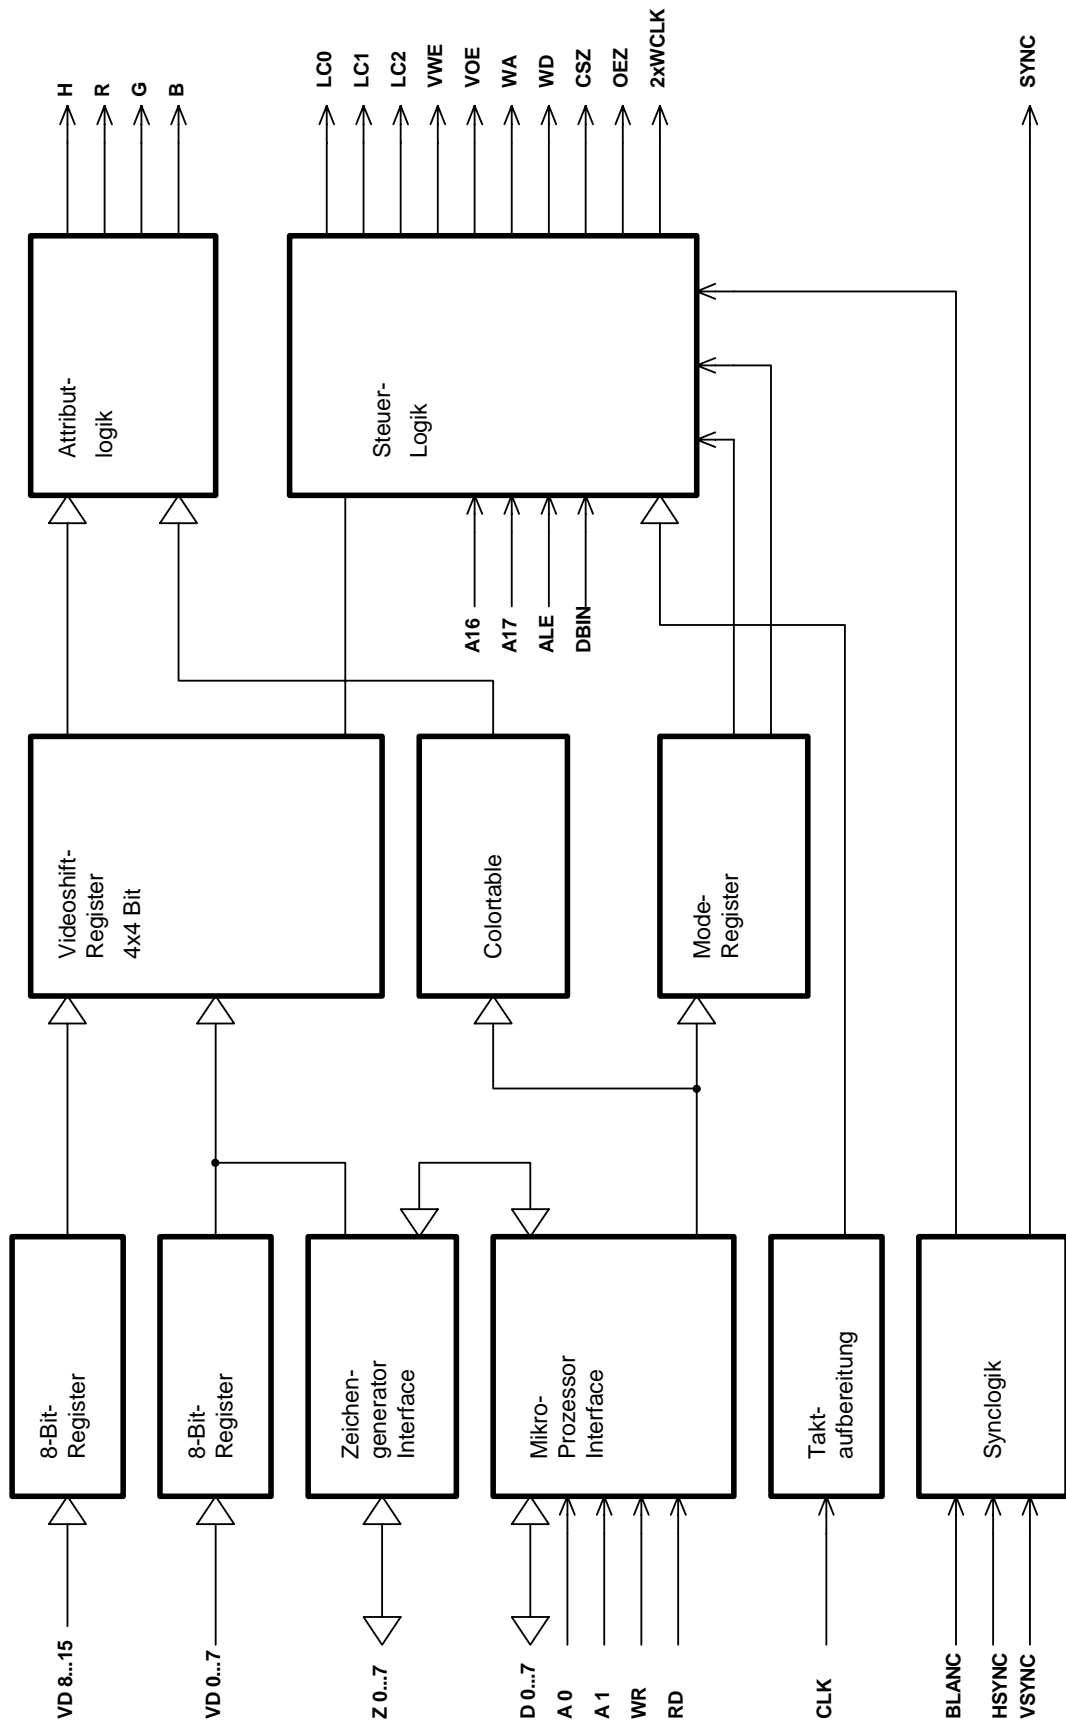 VD 8...15
8-Bit-
Register
VD 0...7
8-Bit-
Register
Z 0...7
Zeichen-
generator
Interface
D 0...7
A 0
A 1
WR
RD
Mikro-
Prozessor
Interface
CLK
Takt-
aufbereitung
BLANC
HSYNC
VSYNC
Synclogik
Videoshift-
Register
4x4 Bit
Colortable
Mode-
Register
Attribut-
logik
A16
A17
ALE
DBIN
Steuer-
Logik
H
R
G
B
LC0
LC1
LC2
VWE
VOE
WA
WD
CSZ
OEZ
2xWCLK
SYNC